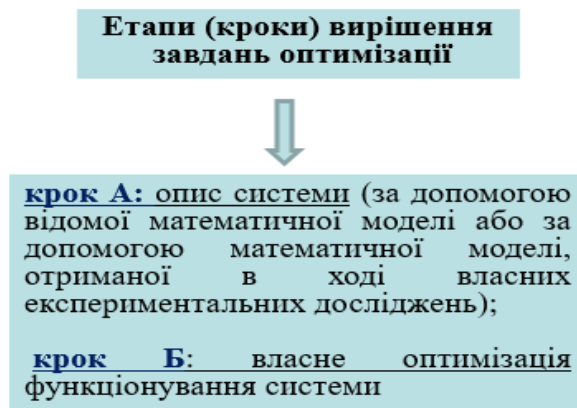 Етапи (кроки) вирішення
завдань оптимізації
крок А: опис системи (за допомогою
відомої математичної моделі або за
допомогою математичної моделі,
отриманої в ході власних
експериментальних досліджень);
крок Б: власне оптимізація
функціонування системи